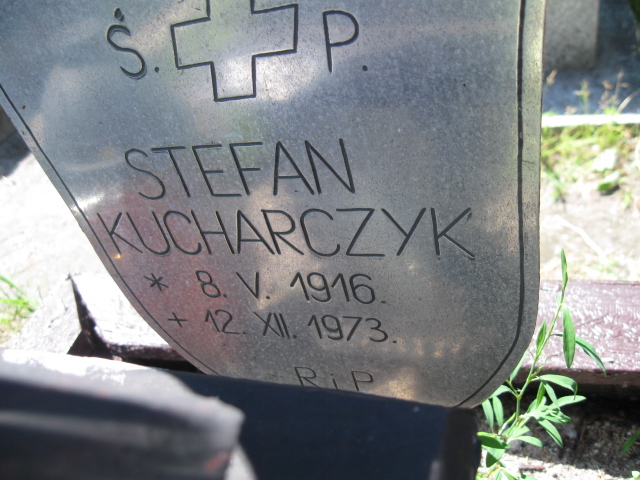 Ś. P.
STEFAN
KUCHARCZYK
* 8. V. 1916.
+ 12. XII. 1973.
R.i.P.